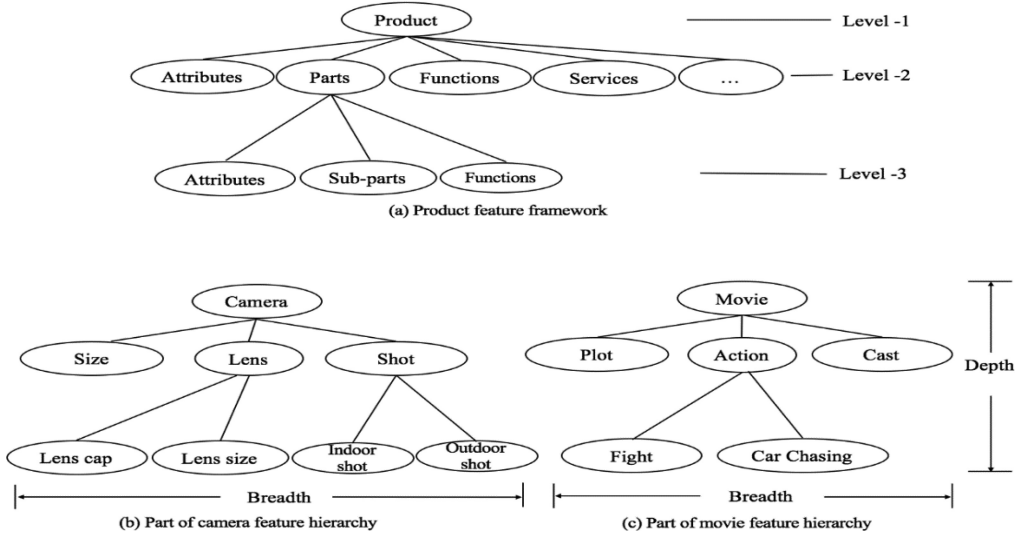 Product
Level -1
Attributes
Parts
Functions
Services
...
Level -2
Attributes
Sub-parts
Functions
Level -3
(a) Product feature framework
Camera
Size
Lens
Shot
Lens cap
Lens size
Indoor
shot
Outdoor
shot
Breadth
(b) Part of camera feature hierarchy
Movie
Plot
Action
Cast
Depth
Fight
Car Chasing
Breadth
(c) Part of movie feature hierarchy